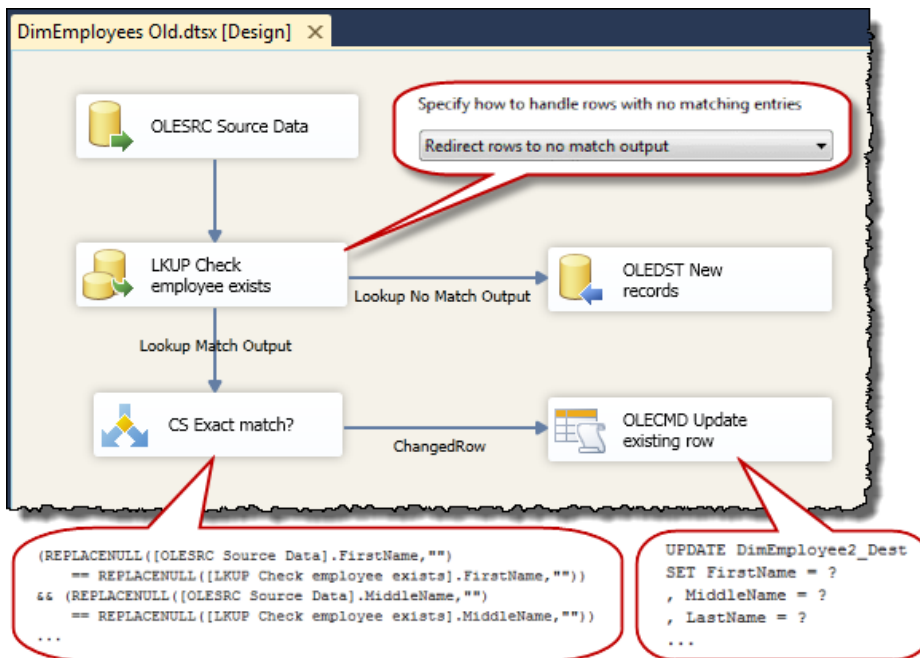 DimEmployees Old.dtsx [Design] ×
Specify how to handle rows with no matching entries
Redirect rows to no match output
OLESRC Source Data
LKUP Check
employee exists
Lookup No Match Output
OLEDST New
records
Lookup Match Output
CS Exact match?
ChangedRow
OLECMD Update
existing row
(REPLACENULL([OLESRC Source Data].FirstName,"")
== REPLACENULL([LKUP Check employee exists].FirstName,""))
&& (REPLACENULL([OLESRC Source Data].MiddleName,"")
== REPLACENULL([LKUP Check employee exists].MiddleName,""))
...
UPDATE DimEmployee2_Dest
SET FirstName = ?
, MiddleName = ?
, LastName = ?
...